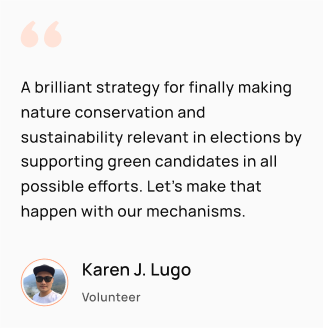 A brilliant strategy for finally making
nature conservation and
sustainability relevant in elections by
supporting green candidates in all
possible efforts. Let's make that
happen with our mechanisms.
Karen J. Lugo
Volunteer